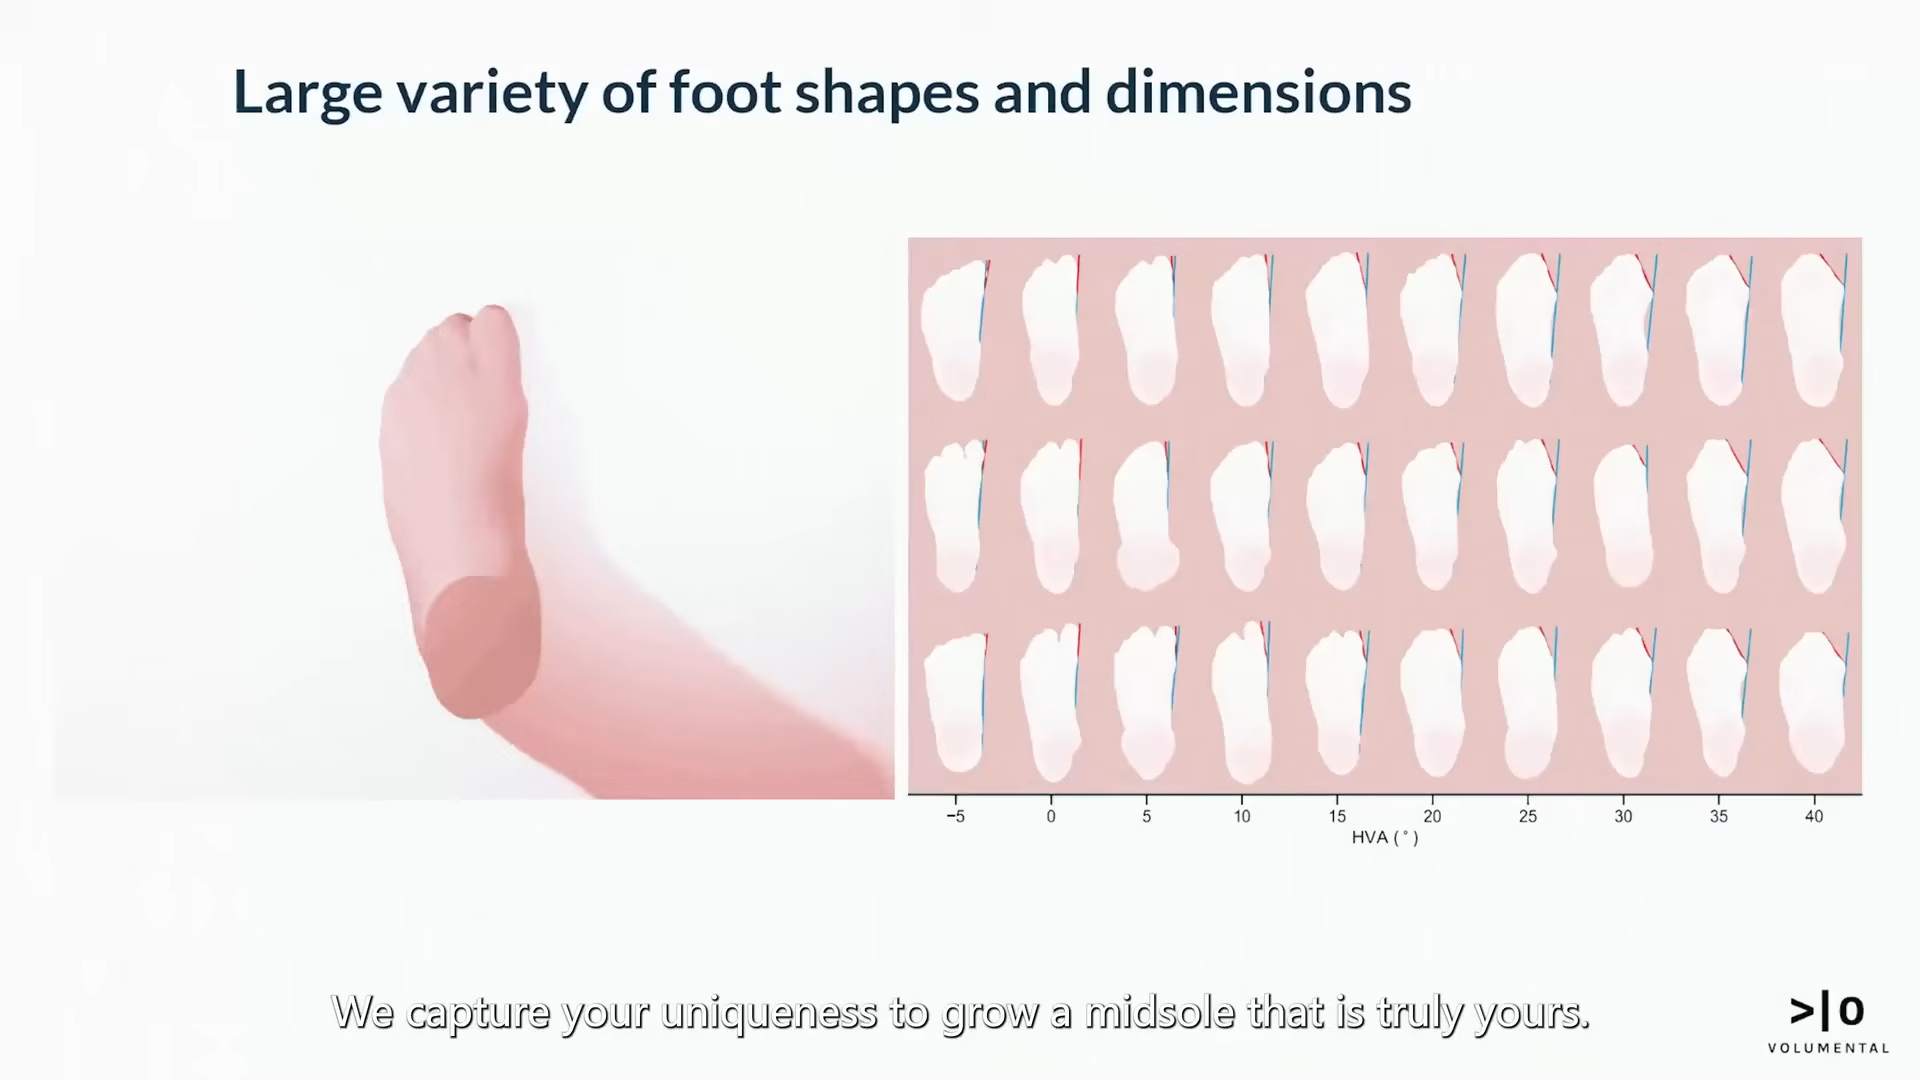 Large variety of foot shapes and dimensions
−5 0 5 10 15 20 25 30 35 40
HVA (°)
We capture your uniqueness to grow a midsole that is truly yours.
>|0
VOLUMENTAL